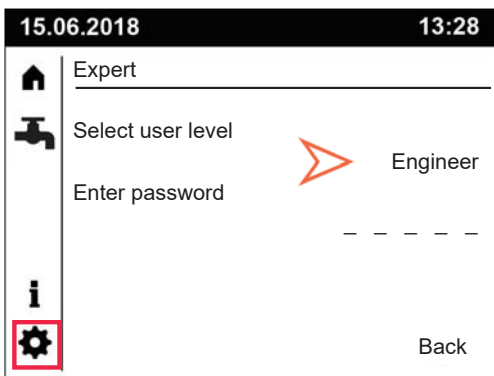 15.06.2018 13:28
Expert
Select user level
Engineer
Enter password
_ _ _ _ _
i
Back